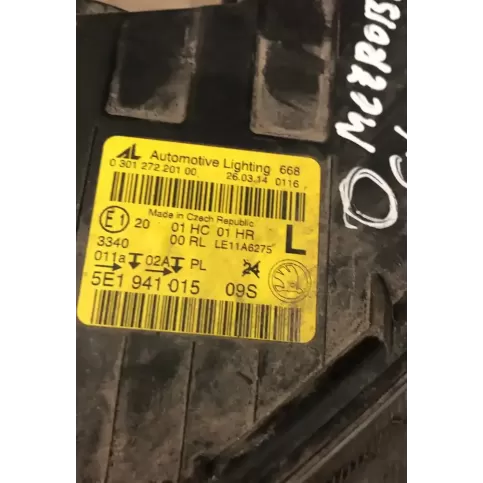 AL Automotive Lighting 668
0 301 272 201 00 26.03.14 0116
Made in Czech Republic
E1 20 01 HC 01 HR
3340 00 RL LE11A6275 L
011a 02A PL 24
5E1 941 015 09S